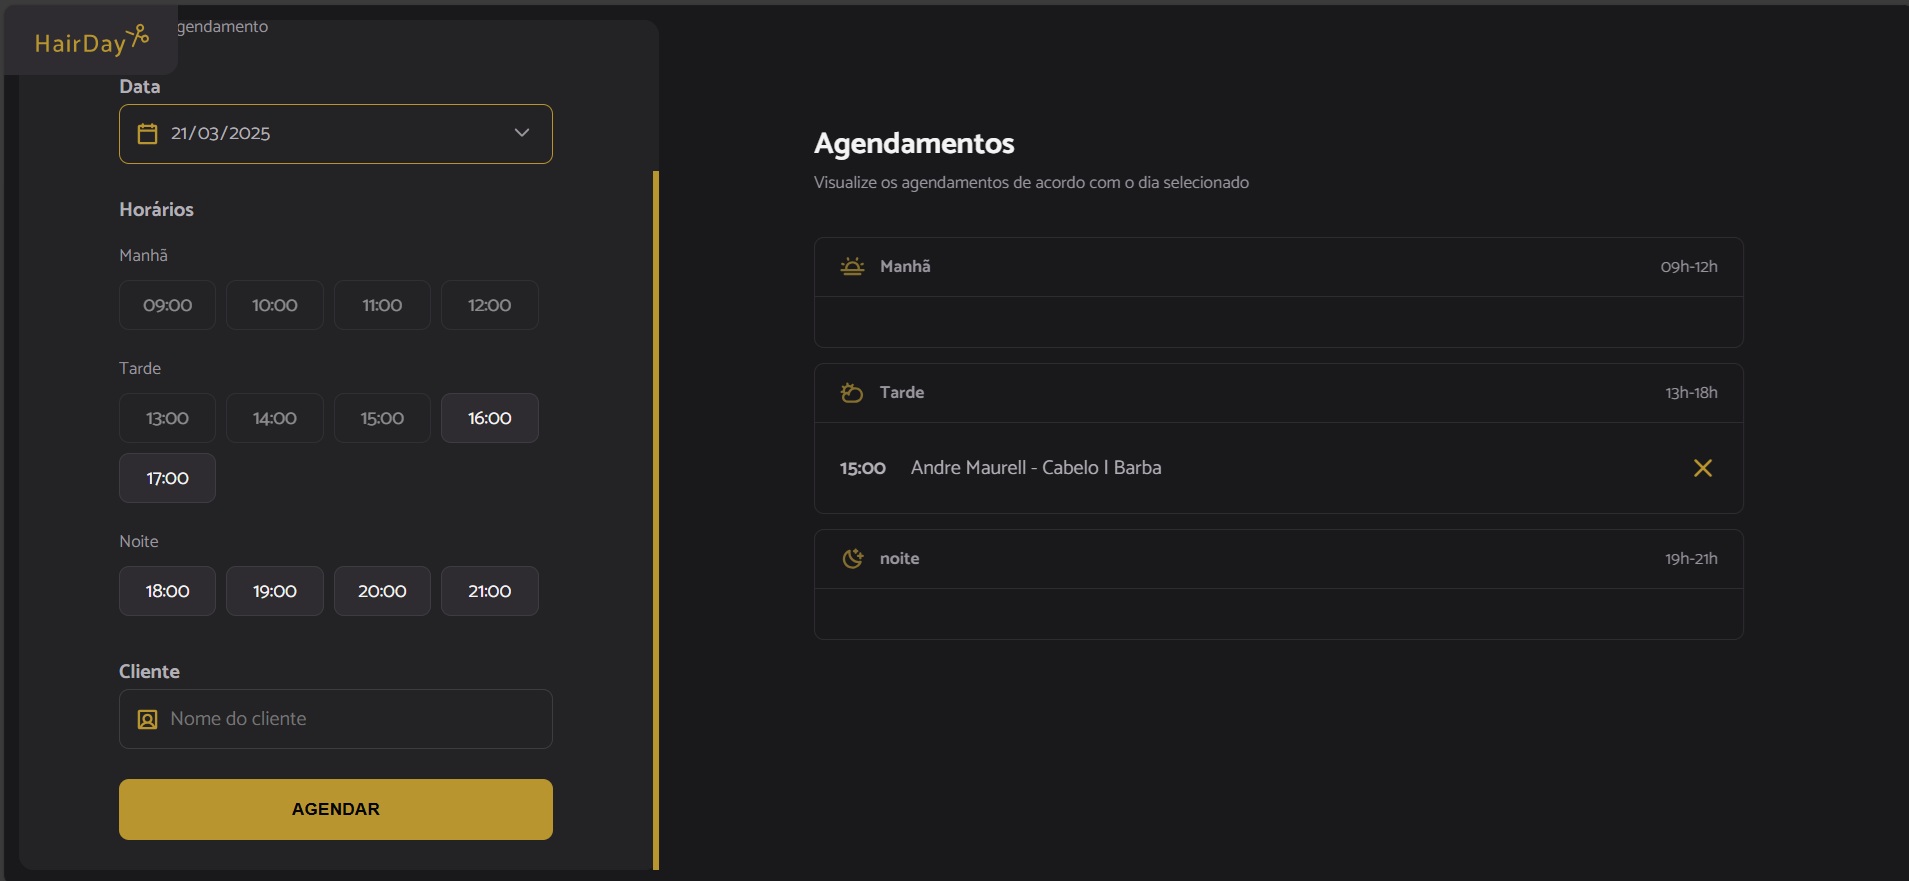 HairDay
gendamento
Data
21/03/2025
Horários
Manhã
09:00 10:00 11:00 12:00
Tarde
13:00 14:00 15:00 16:00
17:00
Noite
18:00 19:00 20:00 21:00
Cliente
Nome do cliente
AGENDAR
Agendamentos
Visualize os agendamentos de acordo com o dia selecionado
Manhã 09h-12h
Tarde 13h-18h
15:00 Andre Maurell - Cabelo | Barba
noite 19h-21h